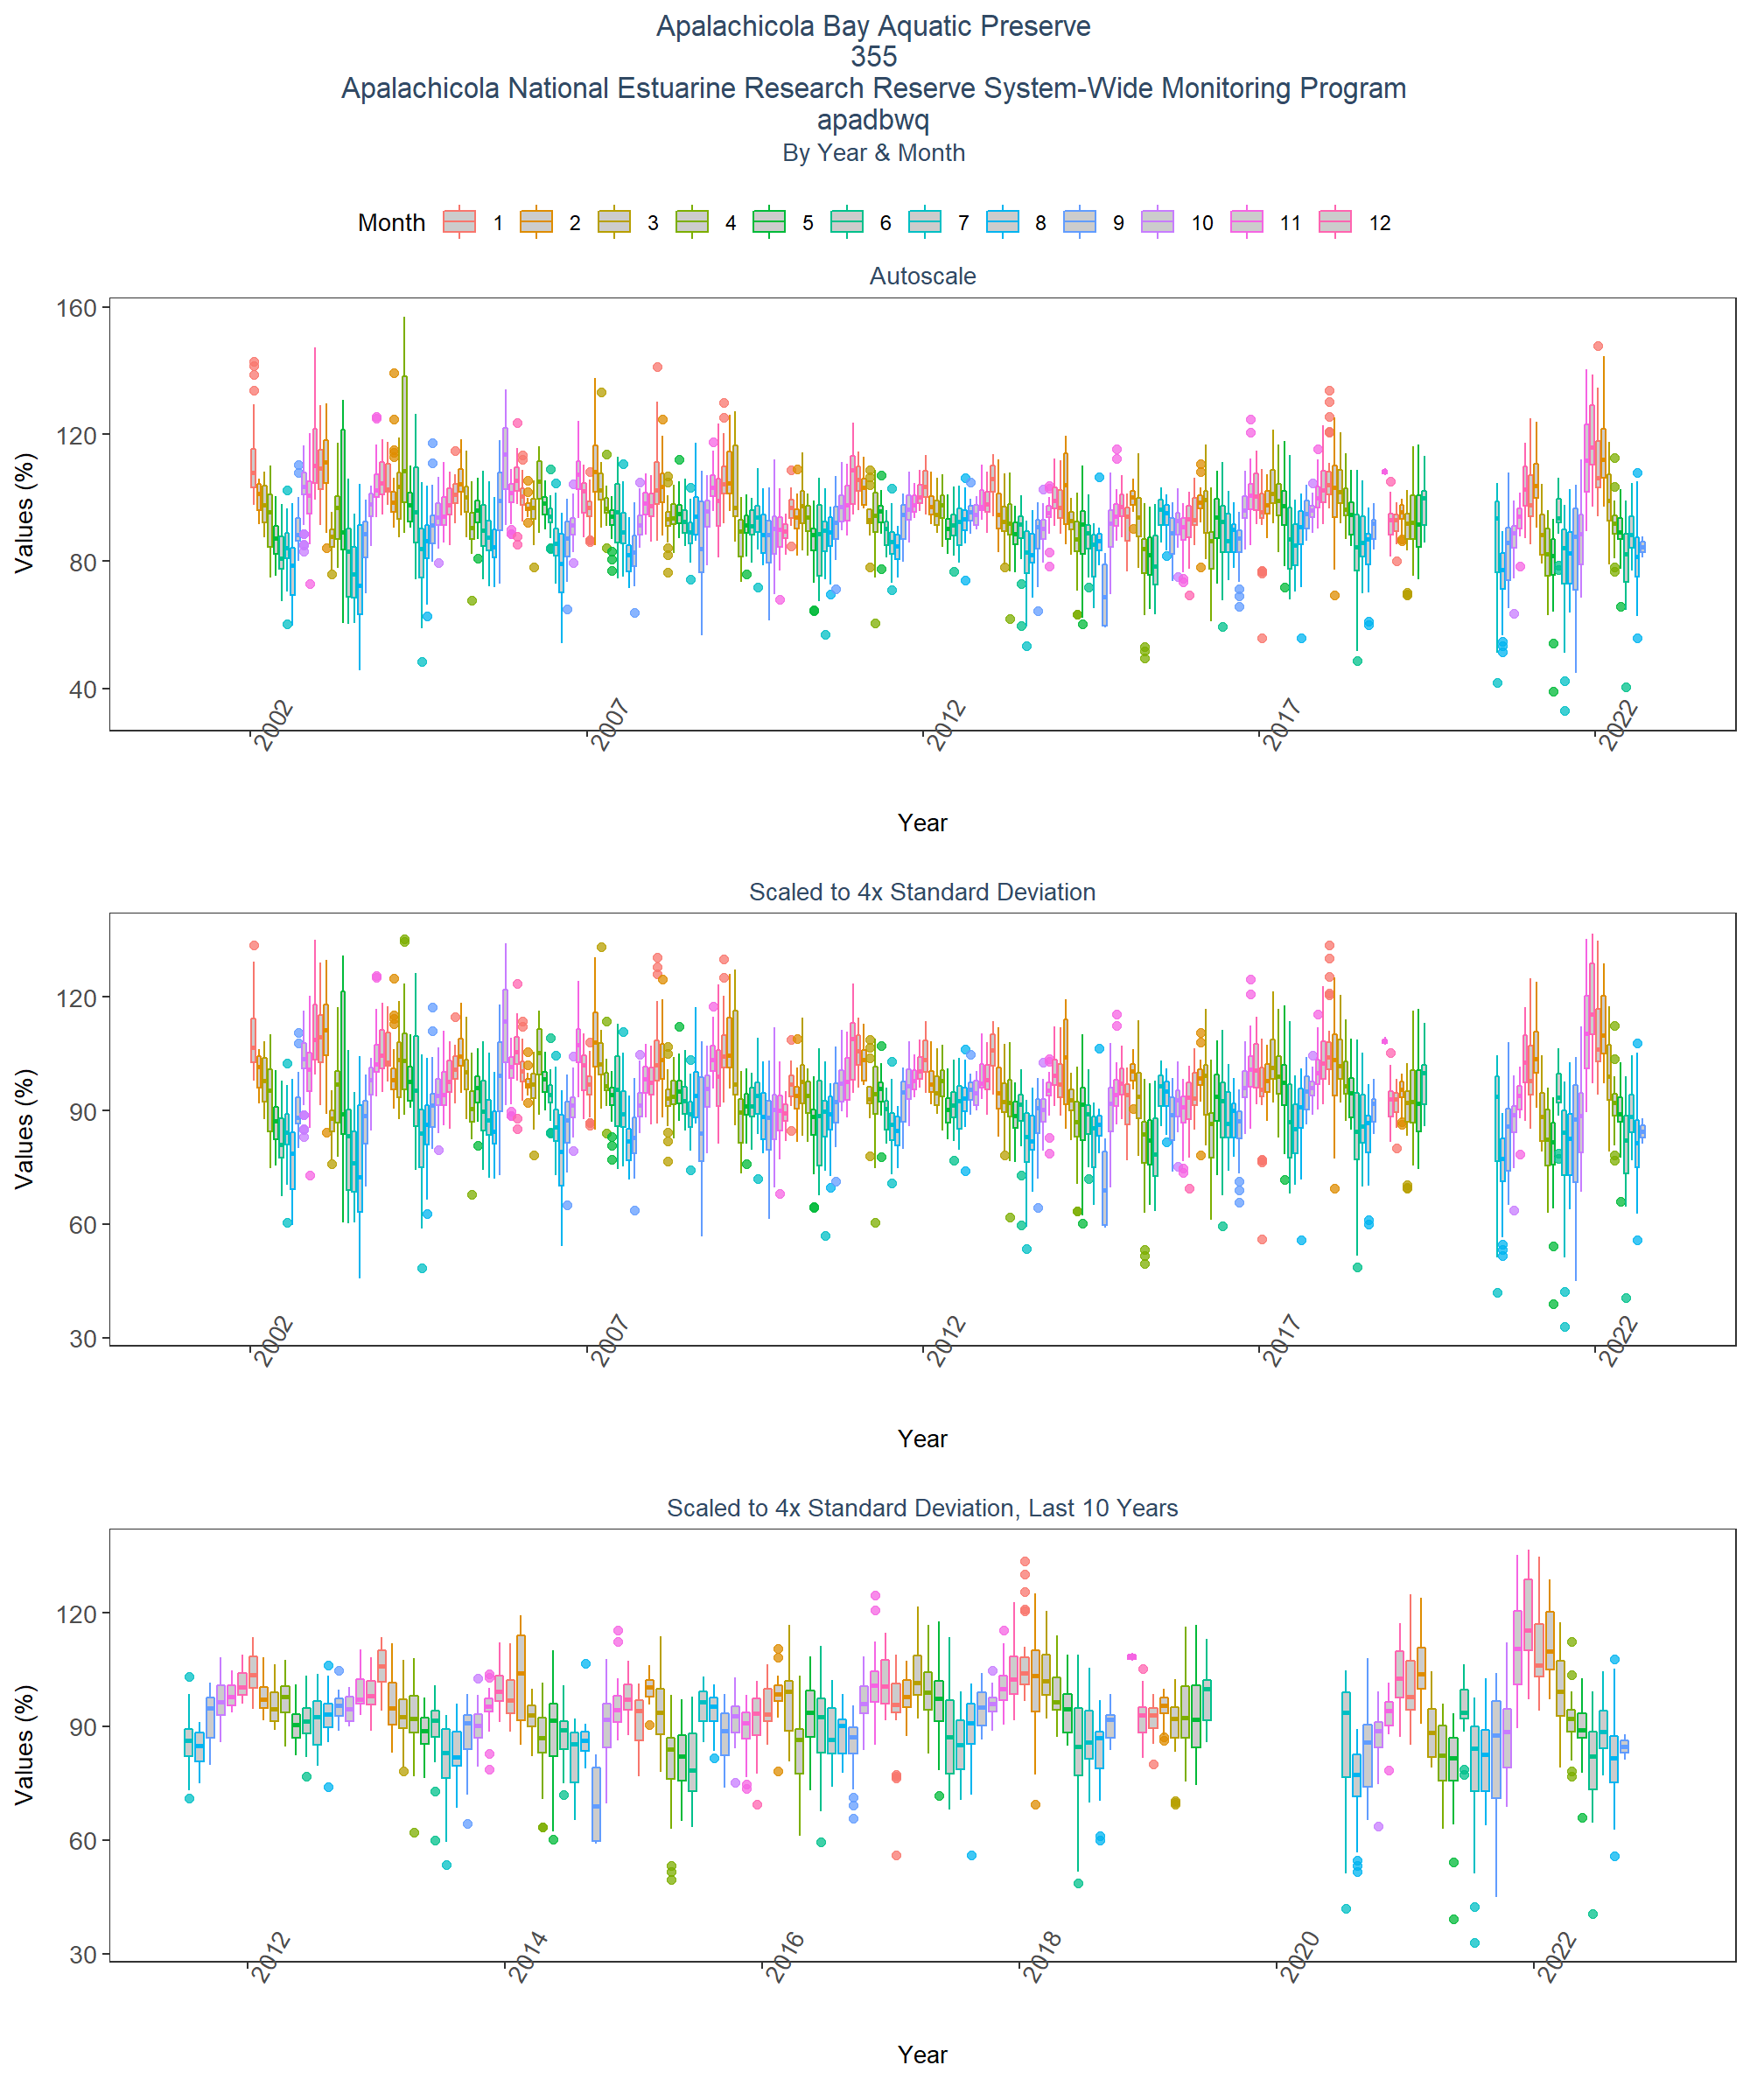 Apalachicola Bay Aquatic Preserve
355
Apalachicola National Estuarine Research Reserve System-Wide Monitoring Program
apadbwq
By Year & Month
Month 1 2 3 4 5 6 7 8 9 10 11 12
Autoscale
Values (%)
160
120
80
40
2002 2007 2012 2017 2022
Year
Scaled to 4x Standard Deviation
Values (%)
120
90
60
30
2002 2007 2012 2017 2022
Year
Scaled to 4x Standard Deviation, Last 10 Years
Values (%)
120
90
60
30
2012 2014 2016 2018 2020 2022
Year